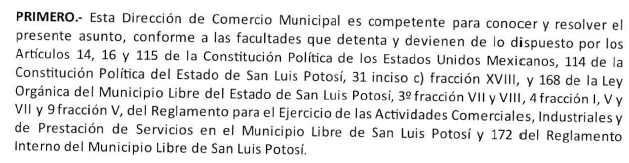 PRIMERO.- Esta Dirección de Comercio Municipal es competente para conocer y resolver el
presente asunto, conforme a las facultades que detenta y devienen de lo dispuesto por los
Artículos 14, 16 y 115 de la Constitución Política de los Estados Unidos Mexicanos, 114 de la
Constitución Política del Estado de San Luis Potosí, 31 inciso c) fracción XVIII, y 168 de la Ley
Orgánica del Municipio Libre del Estado de San Luis Potosí, 3º fracción VII y VIII, 4 fracción I, V y
VII y 9 fracción V, del Reglamento para el Ejercicio de las Actividades Comerciales, Industriales y
de Prestación de Servicios en el Municipio Libre de San Luis Potosí y 172 del Reglamento
Interno del Municipio Libre de San Luis Potosí.